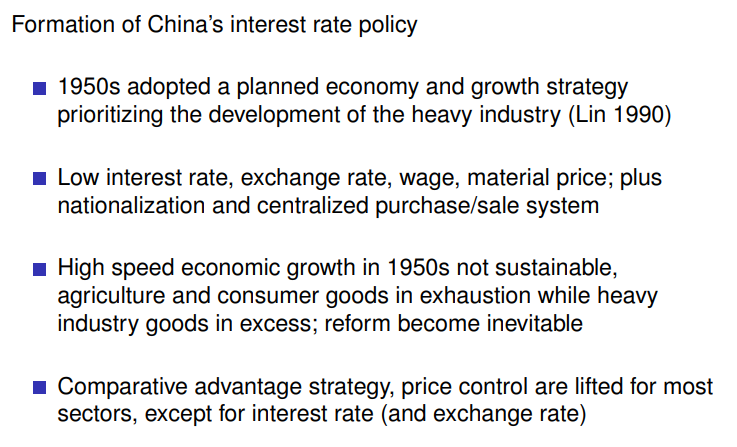 Formation of China's interest rate policy
1950s adopted a planned economy and growth strategy
prioritizing the development of the heavy industry (Lin 1990)
Low interest rate, exchange rate, wage, material price; plus
nationalization and centralized purchase/sale system
High speed economic growth in 1950s not sustainable,
agriculture and consumer goods in exhaustion while heavy
industry goods in excess; reform become inevitable
Comparative advantage strategy, price control are lifted for most
sectors, except for interest rate (and exchange rate)